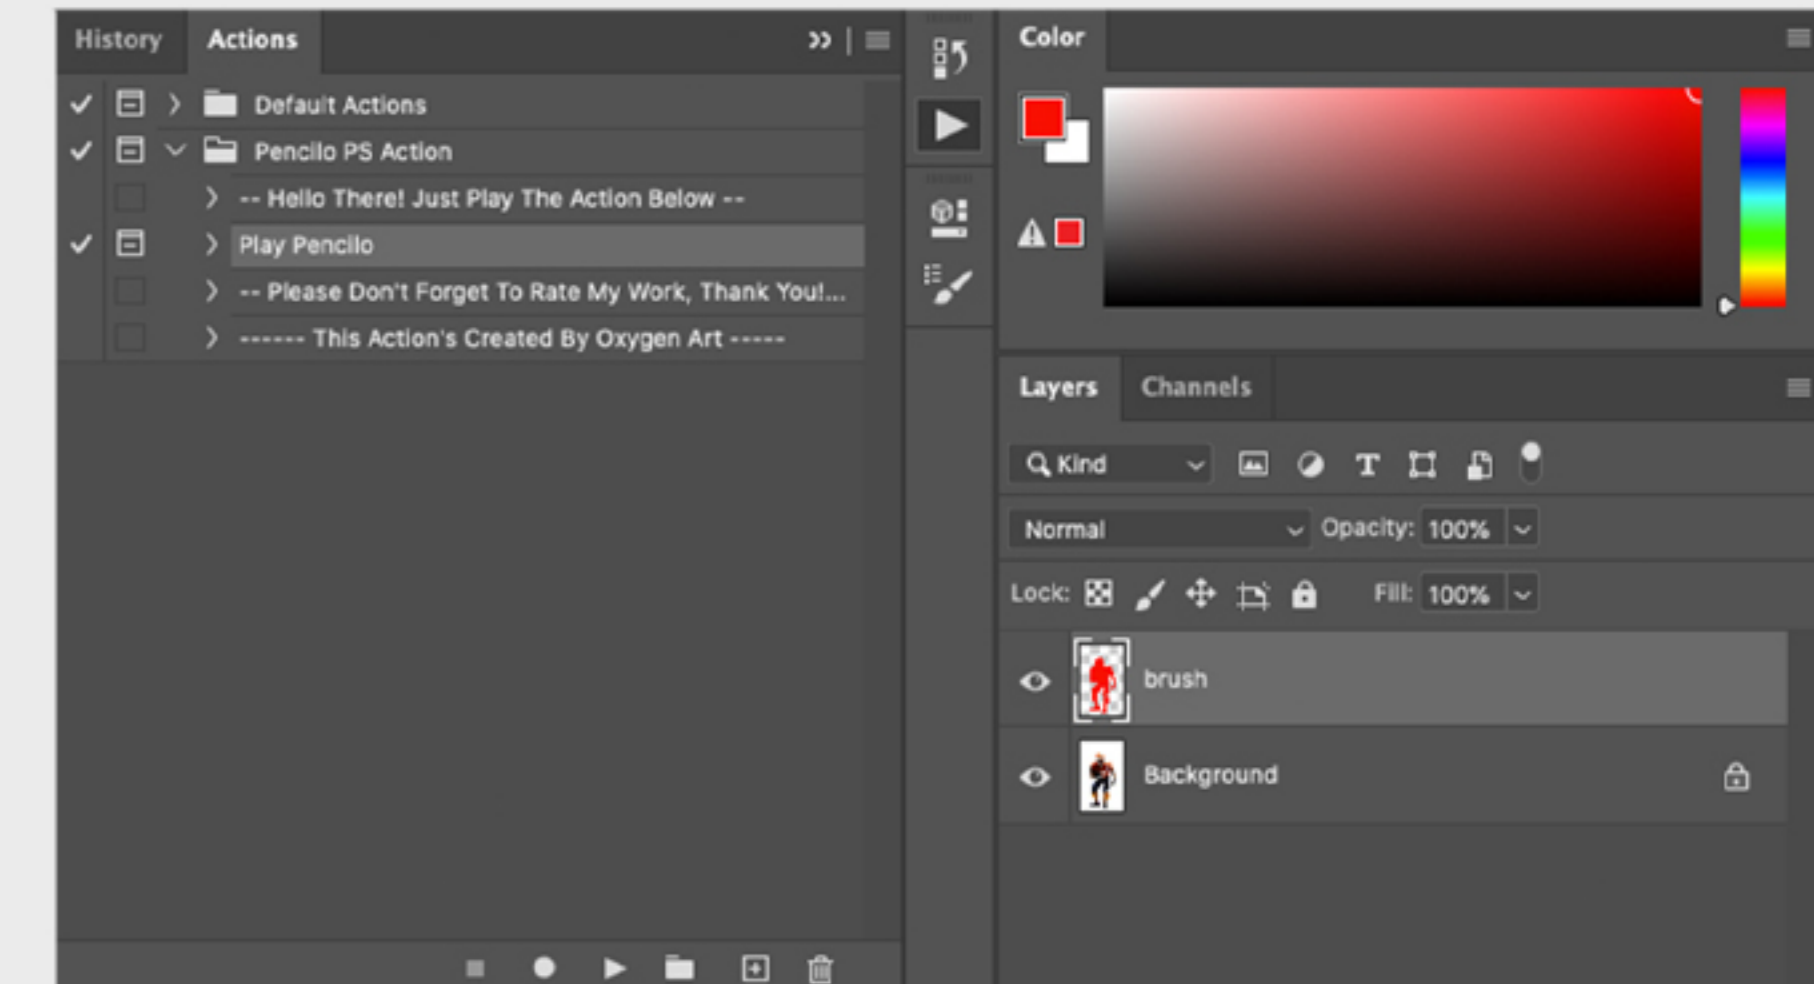 History
Actions
Default Actions
Pencilo PS Action
-- Hello There! Just Play The Action Below --
Play Pencilo
-- Please Don't Forget To Rate My Work, Thank You!...
------ This Action's Created By Oxygen Art -----
Color
Layers
Channels
Kind
Normal
Opacity: 100%
Lock:
Fill: 100%
brush
Background